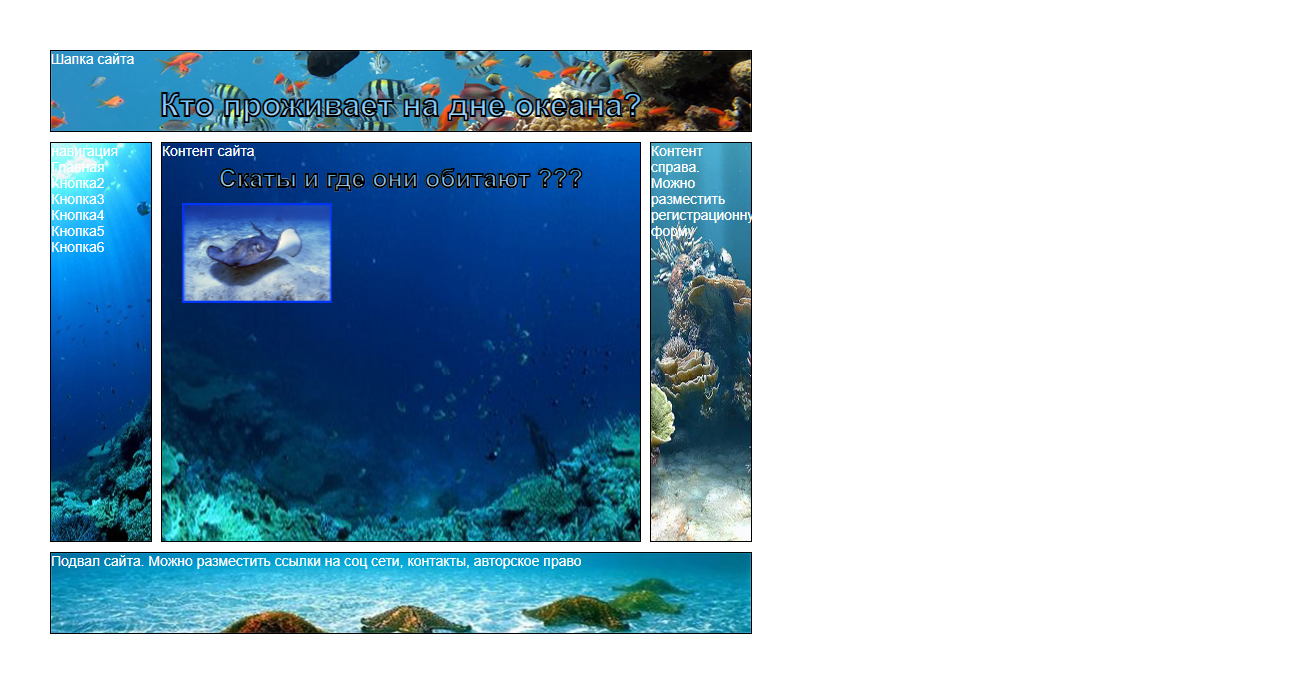 Шапка сайта
Кто проживает на дне океана?
навигация
Главная
Кнопка2
Кнопка3
Кнопка4
Кнопка5
Кнопка6
Контент сайта
Скаты и где они обитают ???
Контент
справа.
Можно
разместить
регистрационну
форму
Подвал сайта. Можно разместить ссылки на соц сети, контакты, авторское право